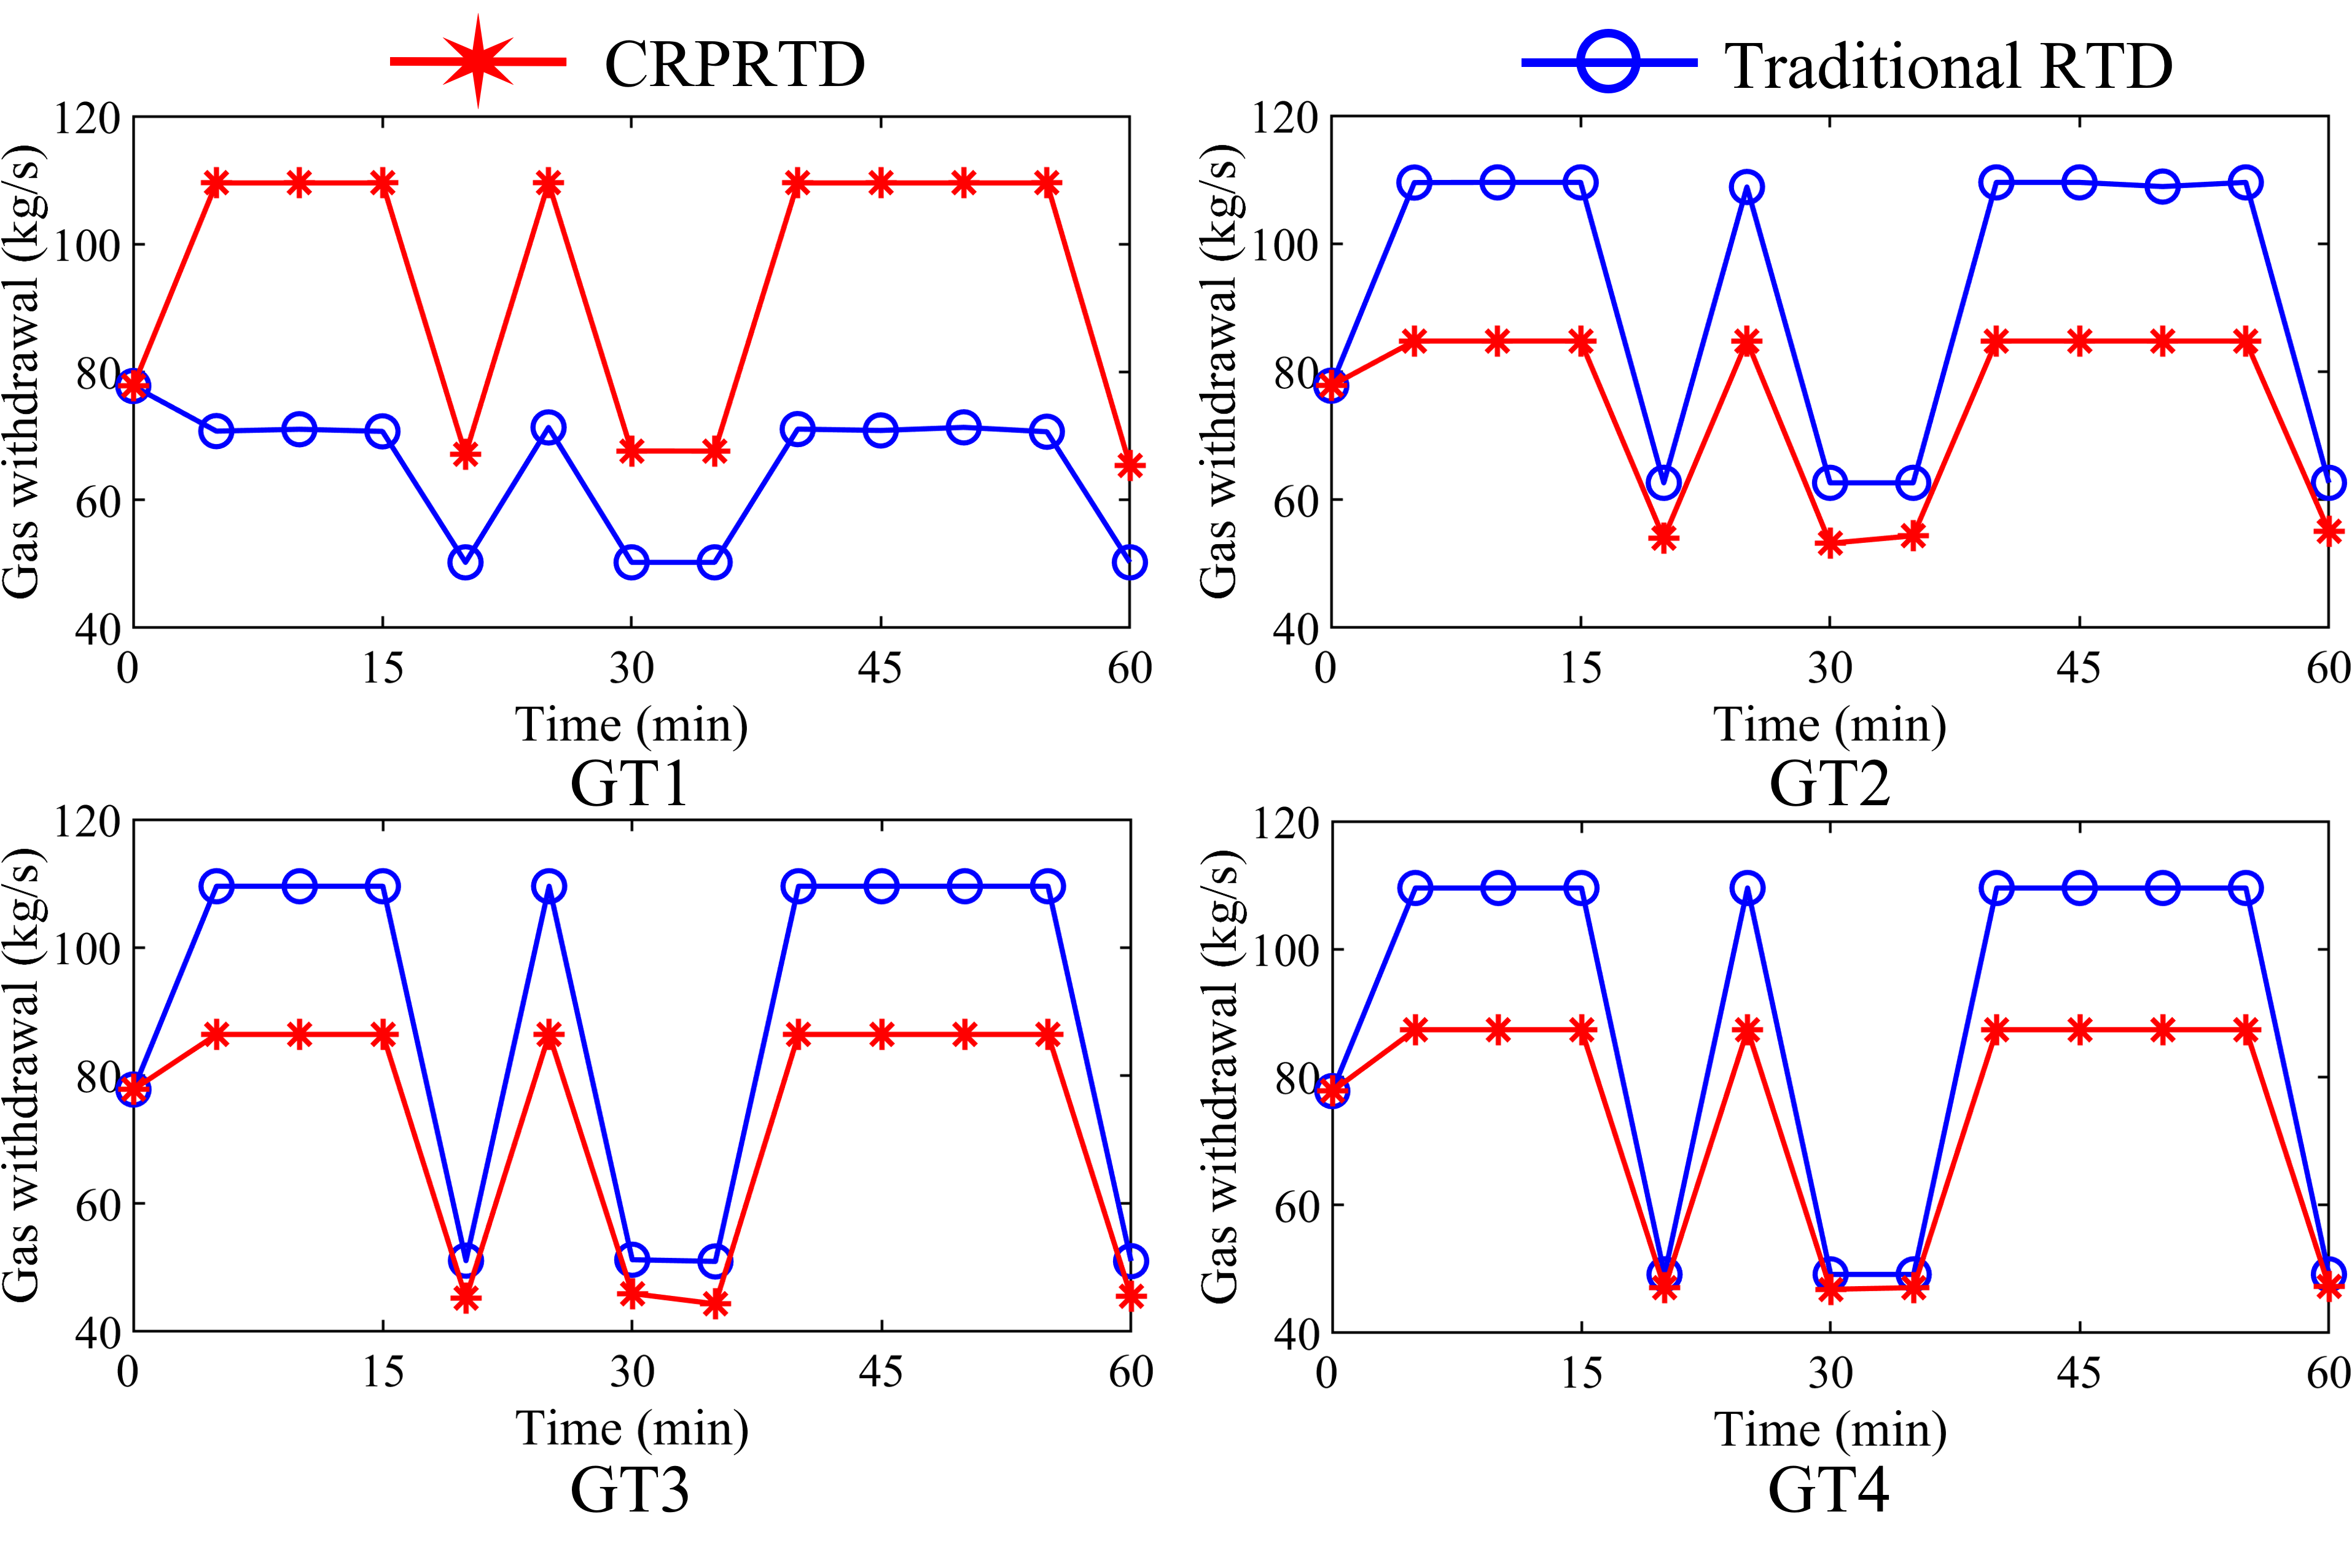 CRPRTD
Traditional RTD
Gas withdrawal (kg/s)
120
100
80
60
40
0 15 30 45 60
Time (min)
GT1
Gas withdrawal (kg/s)
120
100
80
60
40
0 15 30 45 60
Time (min)
GT2
Gas withdrawal (kg/s)
120
100
80
60
40
0 15 30 45 60
Time (min)
GT3
Gas withdrawal (kg/s)
120
100
80
60
40
0 15 30 45 60
Time (min)
GT4